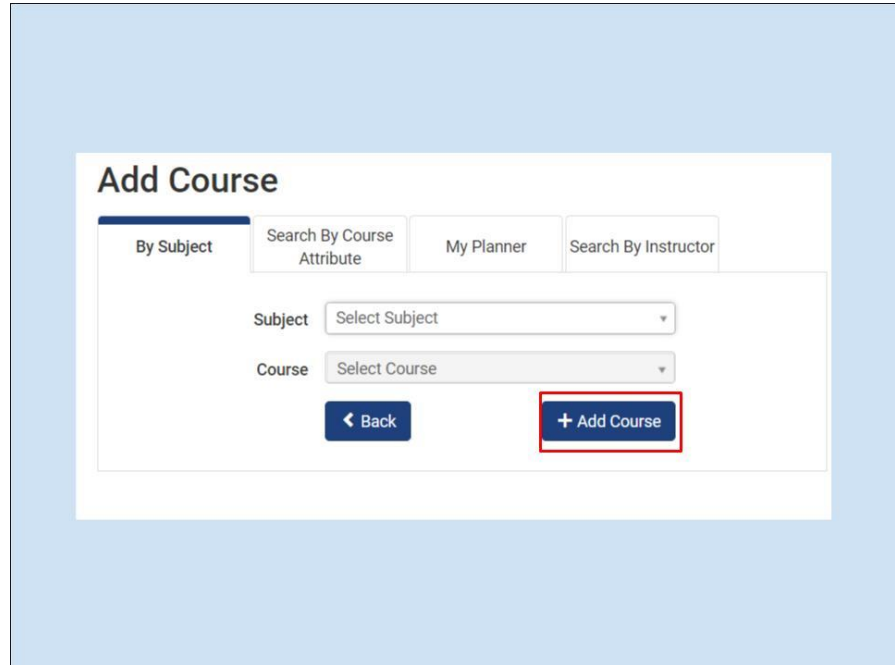 Add Course
By Subject
Search By Course
Attribute
My Planner
Search By Instructor
Subject
Select Subject
Course
Select Course
Back
+ Add Course